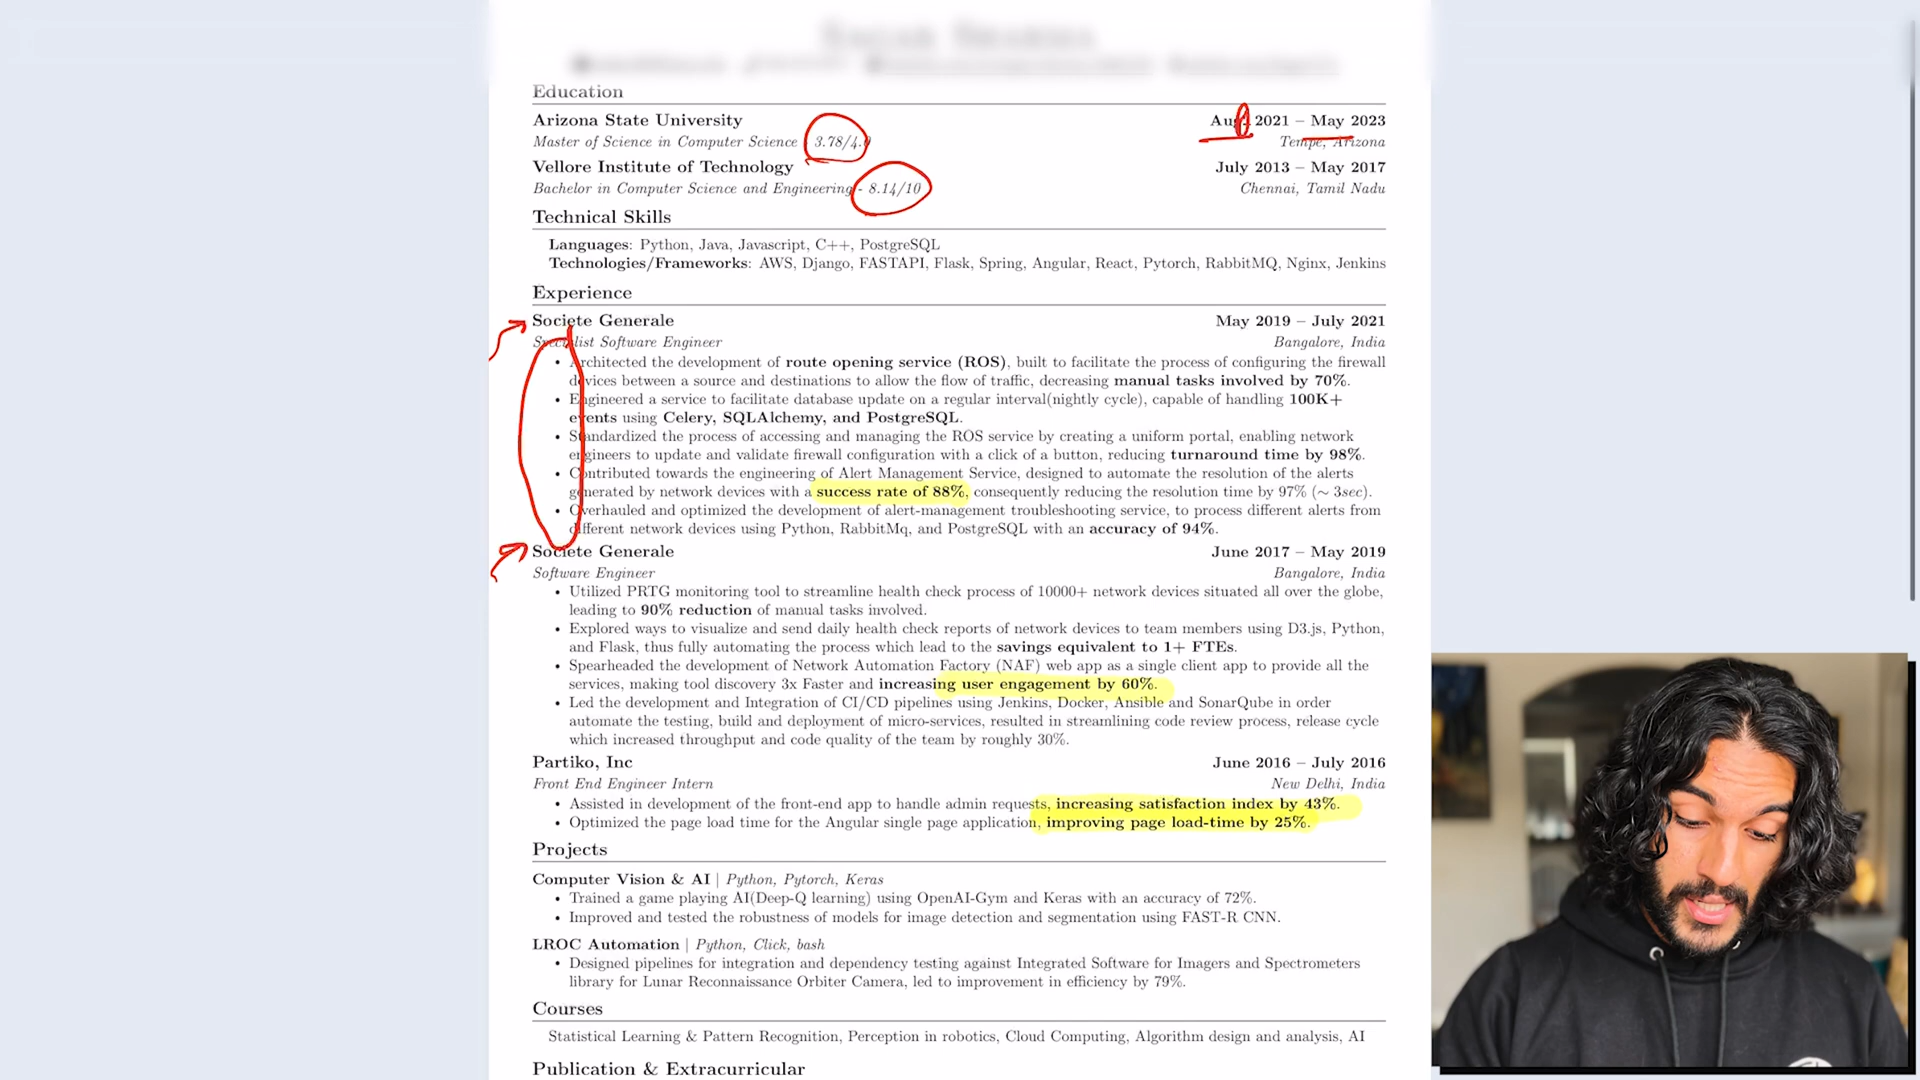 Education
Arizona State University Aug. 2021 – May 2023
Master of Science in Computer Science - 3.78/4.0 Tempe, Arizona
Vellore Institute of Technology July 2013 – May 2017
Bachelor in Computer Science and Engineering - 8.14/10 Chennai, Tamil Nadu
Technical Skills
Languages: Python, Java, Javascript, C++, PostgreSQL
Technologies/Frameworks: AWS, Django, FASTAPI, Flask, Spring, Angular, React, Pytorch, RabbitMQ, Nginx, Jenkins
Experience
Societe Generale May 2019 – July 2021
Specialist Software Engineer Bangalore, India
• Architected the development of route opening service (ROS), built to facilitate the process of configuring the firewall
devices between a source and destinations to allow the flow of traffic, decreasing manual tasks involved by 70%.
• Engineered a service to facilitate database update on a regular interval(nightly cycle), capable of handling 100K+
events using Celery, SQLAlchemy, and PostgreSQL.
• Standardized the process of accessing and managing the ROS service by creating a uniform portal, enabling network
engineers to update and validate firewall configuration with a click of a button, reducing turnaround time by 98%.
• Contributed towards the engineering of Alert Management Service, designed to automate the resolution of the alerts
generated by network devices with a success rate of 88%, consequently reducing the resolution time by 97% (~ 3sec).
• Overhauled and optimized the development of alert-management troubleshooting service, to process different alerts from
different network devices using Python, RabbitMq, and PostgreSQL with an accuracy of 94%.
Societe Generale June 2017 – May 2019
Software Engineer Bangalore, India
• Utilized PRTG monitoring tool to streamline health check process of 10000+ network devices situated all over the globe,
leading to 90% reduction of manual tasks involved.
• Explored ways to visualize and send daily health check reports of network devices to team members using D3.js, Python,
and Flask, thus fully automating the process which lead to the savings equivalent to 1+ FTEs.
• Spearheaded the development of Network Automation Factory (NAF) web app as a single client app to provide all the
services, making tool discovery 3x Faster and increasing user engagement by 60%.
• Led the development and Integration of CI/CD pipelines using Jenkins, Docker, Ansible and SonarQube in order
automate the testing, build and deployment of micro-services, resulted in streamlining code review process, release cycle
which increased throughput and code quality of the team by roughly 30%.
Partiko, Inc June 2016 – July 2016
Front End Engineer Intern New Delhi, India
• Assisted in development of the front-end app to handle admin requests, increasing satisfaction index by 43%.
• Optimized the page load time for the Angular single page application, improving page load-time by 25%.
Projects
Computer Vision & AI | Python, Pytorch, Keras
• Trained a game playing AI(Deep-Q learning) using OpenAI-Gym and Keras with an accuracy of 72%.
• Improved and tested the robustness of models for image detection and segmentation using FAST-R CNN.
LROC Automation | Python, Click, bash
• Designed pipelines for integration and dependency testing against Integrated Software for Imagers and Spectrometers
library for Lunar Reconnaissance Orbiter Camera, led to improvement in efficiency by 79%.
Courses
Statistical Learning & Pattern Recognition, Perception in robotics, Cloud Computing, Algorithm design and analysis, AI
Publication & Extracurricular